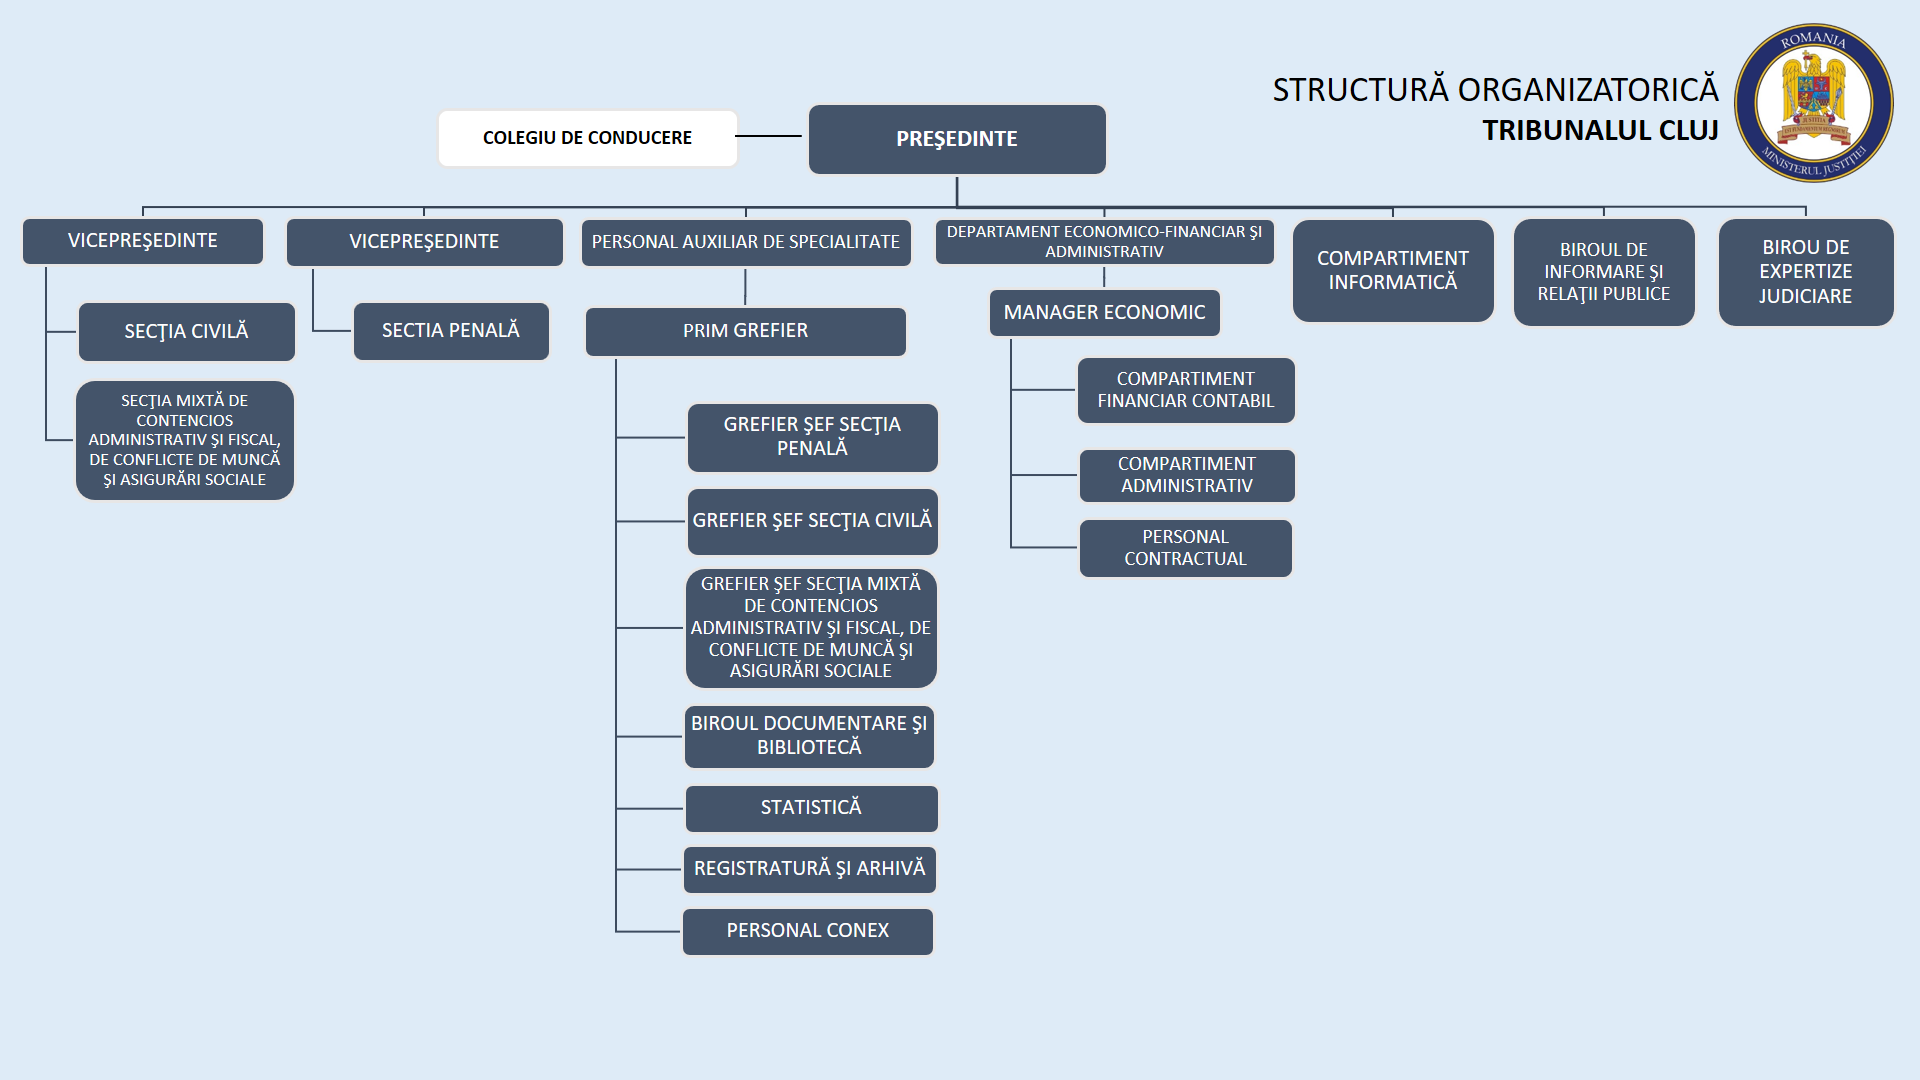 ROMANIA
JUSTIȚIA
MINISTERUL JUSTIŢIEI
STRUCTURĂ ORGANIZATORICĂ
TRIBUNALUL CLUJ
COLEGIU DE CONDUCERE
PREŞEDINTE
VICEPREŞEDINTE
SECŢIA CIVILĂ
SECŢIA MIXTĂ DE
CONTENCIOS
ADMINISTRATIV ŞI FISCAL,
DE CONFLICTE DE MUNCĂ
ŞI ASIGURĂRI SOCIALE
VICEPREŞEDINTE
SECTIA PENALĂ
PERSONAL AUXILIAR DE SPECIALITATE
PRIM GREFIER
GREFIER ŞEF SECŢIA
PENALĂ
GREFIER ŞEF SECŢIA CIVILĂ
GREFIER ŞEF SECŢIA MIXTĂ
DE CONTENCIOS
ADMINISTRATIV ŞI FISCAL, DE
CONFLICTE DE MUNCĂ ŞI
ASIGURĂRI SOCIALE
BIROUL DOCUMENTARE ŞI
BIBLIOTECĂ
STATISTICĂ
REGISTRATURĂ ŞI ARHIVĂ
PERSONAL CONEX
DEPARTAMENT ECONOMICO-FINANCIAR ŞI
ADMINISTRATIV
MANAGER ECONOMIC
COMPARTIMENT
FINANCIAR CONTABIL
COMPARTIMENT
ADMINISTRATIV
PERSONAL
CONTRACTUAL
COMPARTIMENT
INFORMATICĂ
BIROUL DE
INFORMARE ŞI
RELAŢII PUBLICE
BIROU DE
EXPERTIZE
JUDICIARE